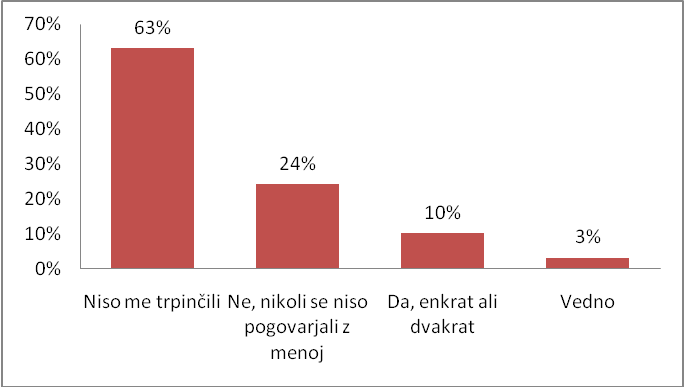 70%
63%
60%
50%
40%
30%
24%
20%
10%
10%
3%
0%
Niso me trpinčili
Ne, nikoli se niso
pogovarjali z
menoj
Da, enkrat ali
dvakrat
Vedno